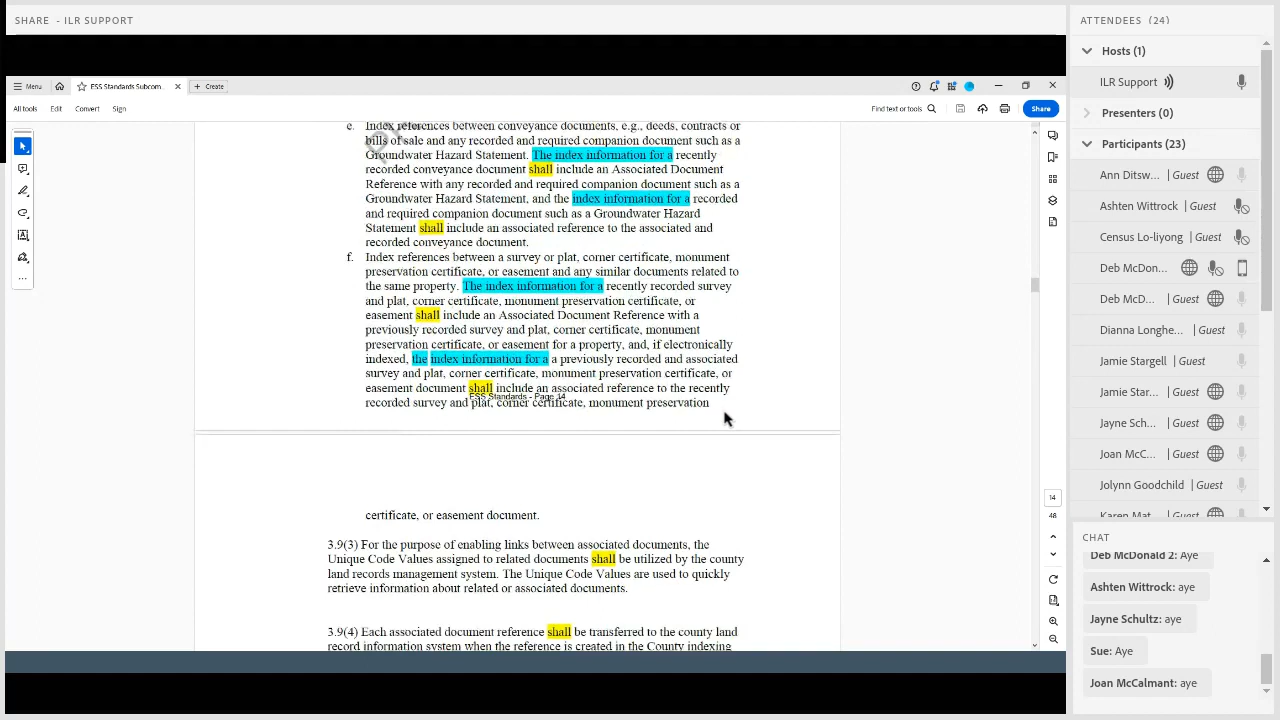 SHARE - ILR SUPPORT
Menu
ESS Standards Subcom...
Create
All tools
Edit
Convert
Sign
Find text or tools
Share
e. Index references between conveyance documents, e.g., deeds, contracts or
bills of sale and any recorded and required companion document such as a
Groundwater Hazard Statement. The index information for a recently
recorded conveyance document shall include an Associated Document
Reference with any recorded and required companion document such as a
Groundwater Hazard Statement, and the index information for a recorded
and required companion document such as a Groundwater Hazard
Statement shall include an associated reference to the associated and
recorded conveyance document.
f. Index references between a survey or plat, corner certificate, monument
preservation certificate, or easement and any similar documents related to
the same property. The index information for a recently recorded survey
and plat, corner certificate, monument preservation certificate, or
easement shall include an Associated Document Reference with a
previously recorded survey and plat, corner certificate, monument
preservation certificate, or easement for a property, and, if electronically
indexed, the index information for a a previously recorded and associated
survey and plat, corner certificate, monument preservation certificate, or
easement document shall include an associated reference to the recently
ESS Standards - Page 14
recorded survey and plat, corner certificate, monument preservation
certificate, or easement document.
3.9(3) For the purpose of enabling links between associated documents, the
Unique Code Values assigned to related documents shall be utilized by the county
land records management system. The Unique Code Values are used to quickly
retrieve information about related or associated documents.
3.9(4) Each associated document reference shall be transferred to the county land
record information system when the reference is created in the County indexing
14
48
ATTENDEES (24)
Hosts (1)
ILR Support
Presenters (0)
Participants (23)
Ann Ditsw... | Guest
Ashten Wittrock | Guest
Census Lo-liyong | Guest
Deb McDon...
Deb McD... | Guest
Dianna Longhe... | Guest
Jamie Stargell | Guest
Jamie Star... | Guest
Jayne Sch... | Guest
Joan McC... | Guest
Jolynn Goodchild | Guest
Karen Mat... | Guest
CHAT
Deb McDonald 2: Aye
Ashten Wittrock: aye
Jayne Schultz: aye
Sue: Aye
Joan McCalmant: aye